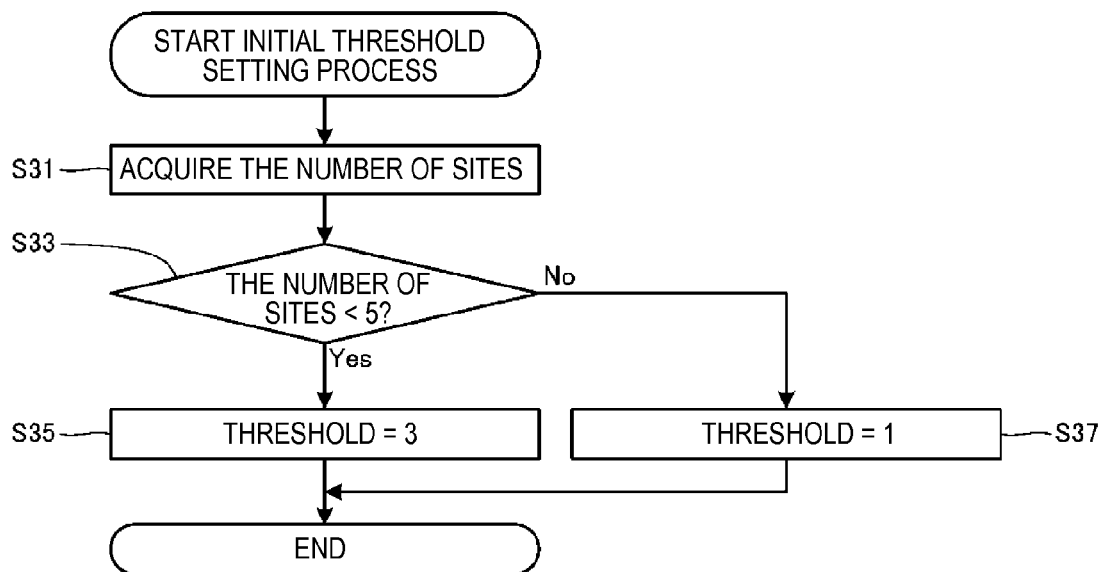 START INITIAL THRESHOLD
SETTING PROCESS
S31
ACQUIRE THE NUMBER OF SITES
S33
THE NUMBER OF
SITES < 5?
No
Yes
S35
THRESHOLD = 3
THRESHOLD = 1
S37
END